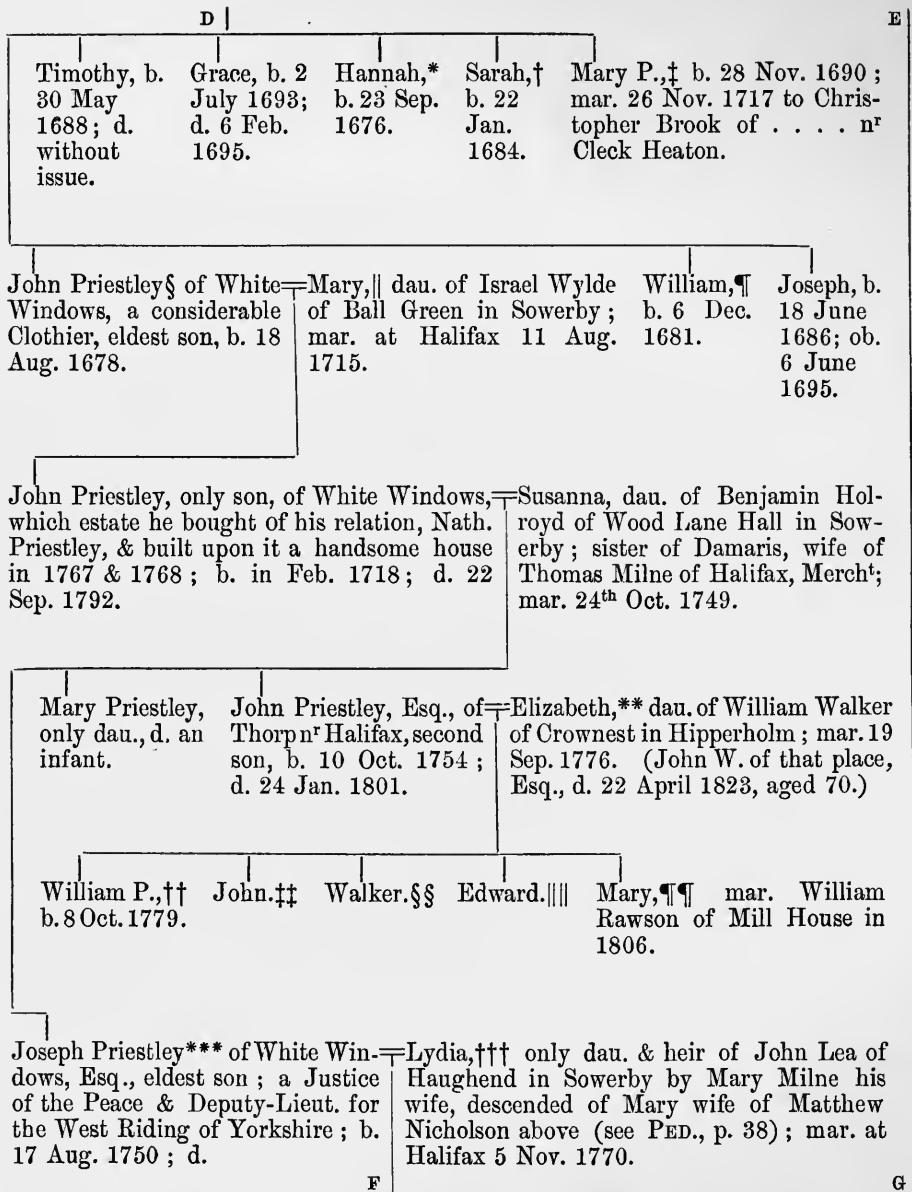 D E
Timothy, b.
30 May
1688; d.
without
issue.
Grace, b. 2
July 1693;
d. 6 Feb.
1695.
Hannah,*
b. 23 Sep.
1676.
Sarah,†
b. 22
Jan.
1684.
Mary P.,‡ b. 28 Nov. 1690 ;
mar. 26 Nov. 1717 to Chris-
topher Brook of . . . . nʳ
Cleck Heaton.
John Priestley§ of White
Windows, a considerable
Clothier, eldest son, b. 18
Aug. 1678.
Mary,|| dau. of Israel Wylde
of Ball Green in Sowerby ;
mar. at Halifax 11 Aug.
1715.
William,¶
b. 6 Dec.
1681.
Joseph, b.
18 June
1686; ob.
6 June
1695.
John Priestley, only son, of White Windows,
which estate he bought of his relation, Nath.
Priestley, & built upon it a handsome house
in 1767 & 1768 ; b. in Feb. 1718; d. 22
Sep. 1792.
Susanna, dau. of Benjamin Hol-
royd of Wood Lane Hall in Sow-
erby ; sister of Damaris, wife of
Thomas Milne of Halifax, Merchᵗ;
mar. 24ᵗʰ Oct. 1749.
Mary Priestley,
only dau., d. an
infant.
John Priestley, Esq., of
Thorp nʳ Halifax, second
son, b. 10 Oct. 1754 ;
d. 24 Jan. 1801.
Elizabeth,** dau. of William Walker
of Crownest in Hipperholm ; mar. 19
Sep. 1776. (John W. of that place,
Esq., d. 22 April 1823, aged 70.)
William P.,††
b. 8 Oct. 1779.
John.‡‡
Walker.§§
Edward.||||
Mary,¶¶ mar. William
Rawson of Mill House in
1806.
Joseph Priestley*** of White Win-
dows, Esq., eldest son ; a Justice
of the Peace & Deputy-Lieut. for
the West Riding of Yorkshire ; b.
17 Aug. 1750 ; d.
Lydia,††† only dau. & heir of John Lea of
Haughend in Sowerby by Mary Milne his
wife, descended of Mary wife of Matthew
Nicholson above (see PED., p. 38) ; mar. at
Halifax 5 Nov. 1770.
F G